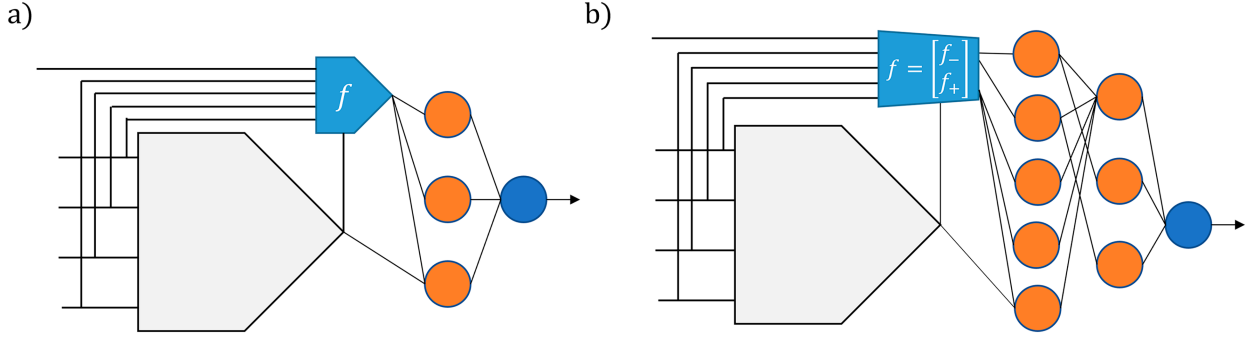 a)
f
b)
f = [f₋
f₊]